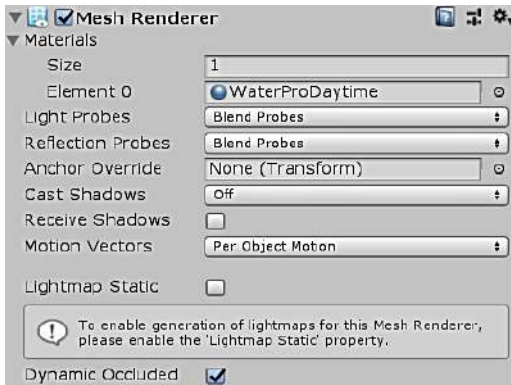 Mesh Renderer
Materials
Size 1
Element 0 WaterProDaytime
Light Probes Blend Probes
Reflection Probes Blend Probes
Anchor Override None (Transform)
Cast Shadows Off
Receive Shadows
Motion Vectors Per Object Motion
Lightmap Static
To enable generation of lightmaps for this Mesh Renderer,
please enable the 'Lightmap Static' property.
Dynamic Occluded